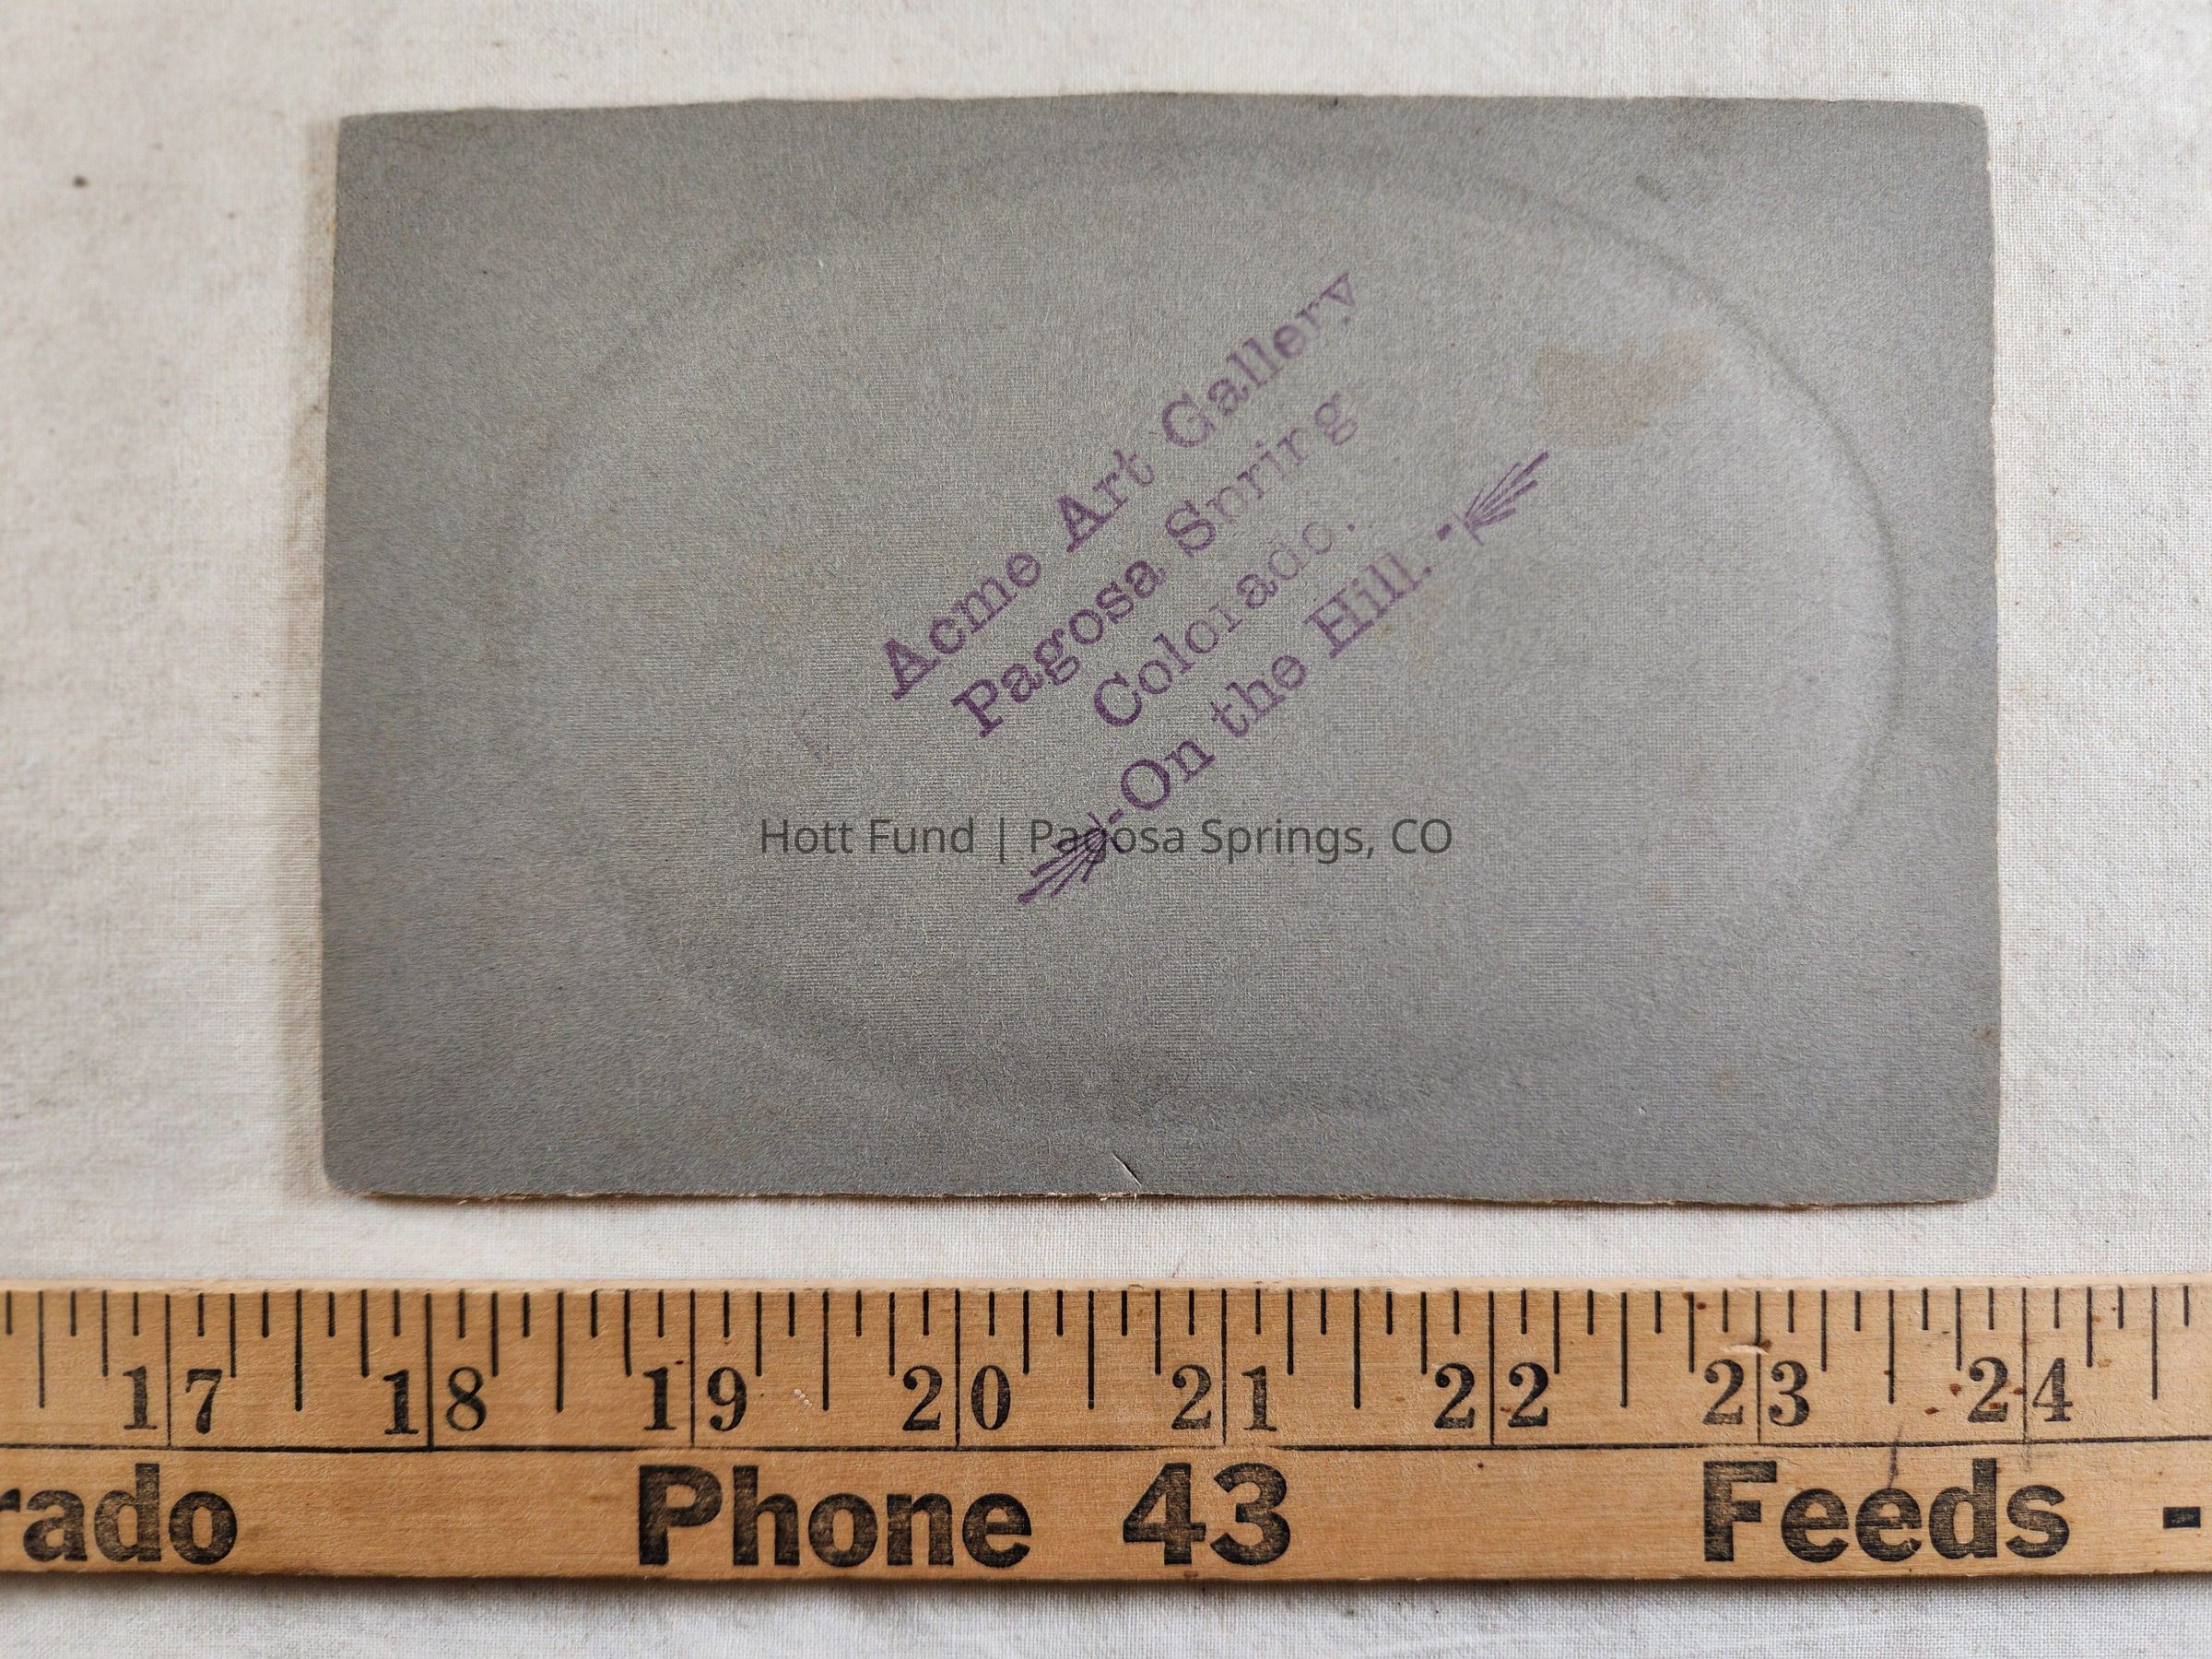 Acme Art Gallery
Pagosa Spring
Colorado.
-On the Hill.-
Hott Fund | Pagosa Springs, CO
17 18 19 20 21 22 23 24
rado Phone 43 Feeds -